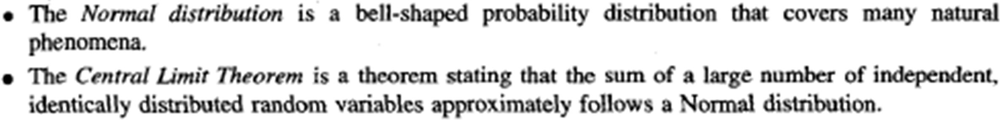 • The Normal distribution is a bell-shaped probability distribution that covers many natural
phenomena.
• The Central Limit Theorem is a theorem stating that the sum of a large number of independent,
identically distributed random variables approximately follows a Normal distribution.